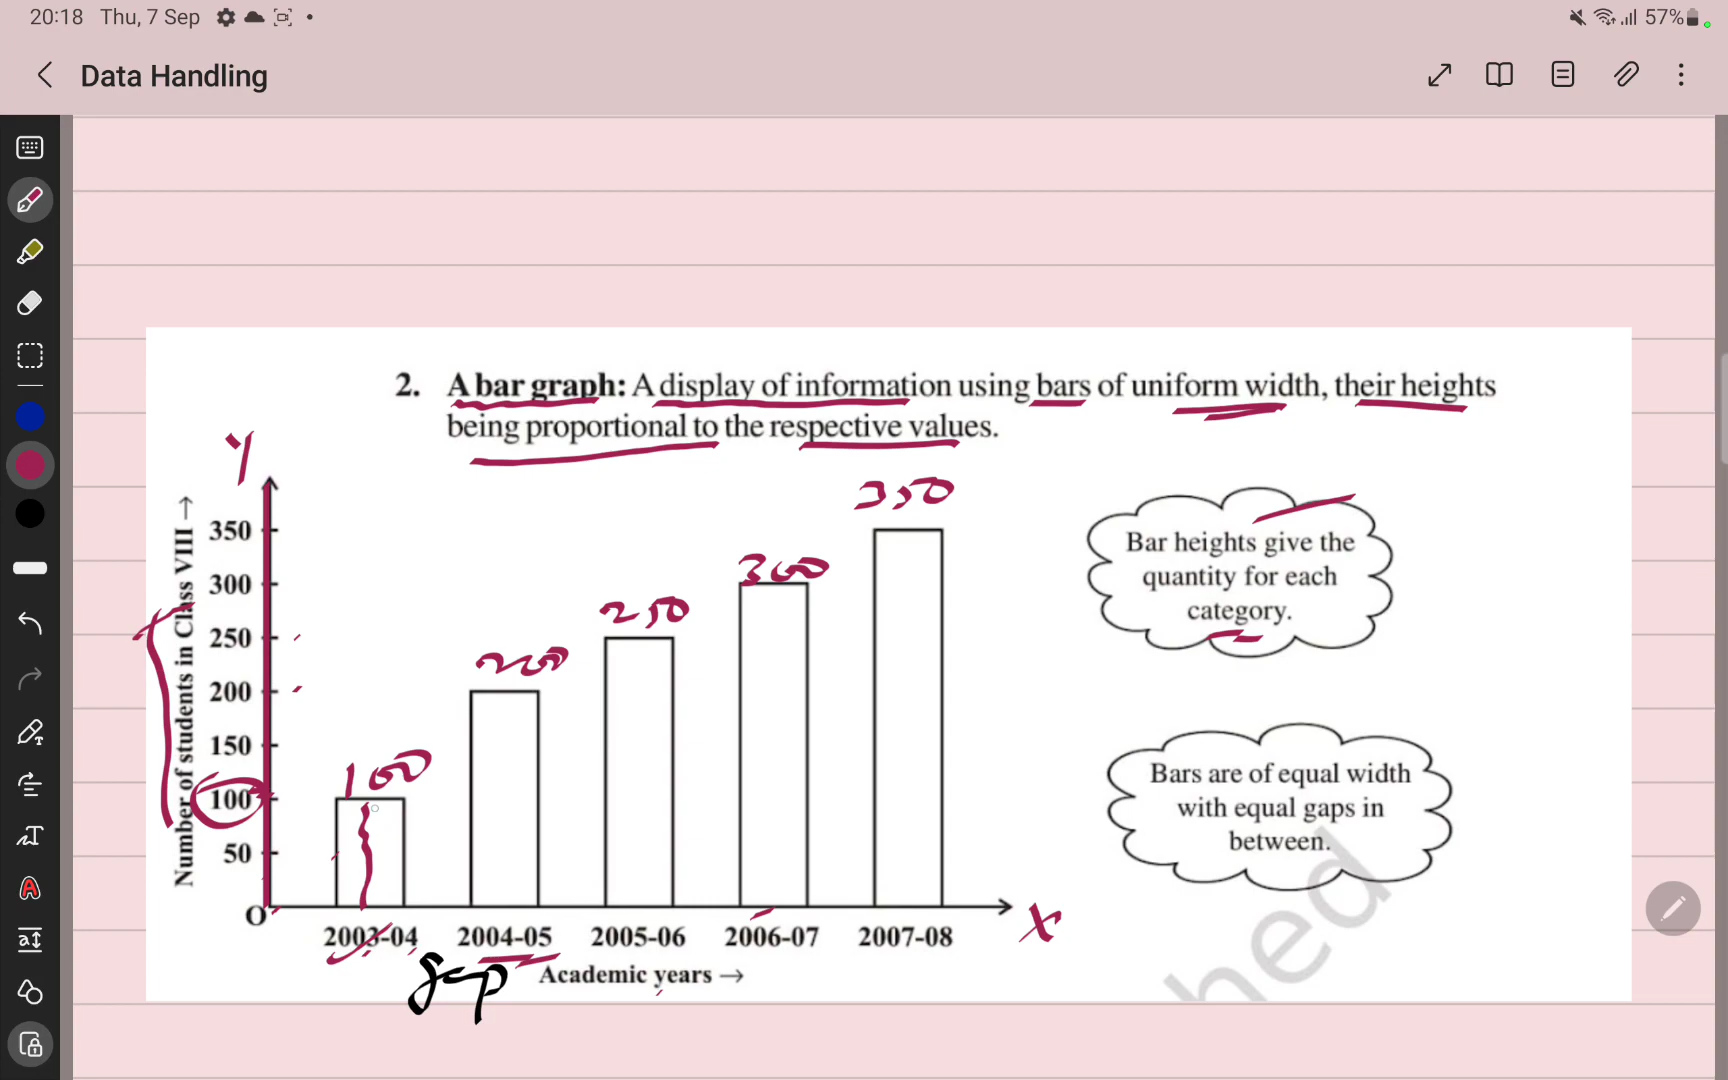 20:18 Thu, 7 Sep
57%
Data Handling
2. A bar graph: A display of information using bars of uniform width, their heights
being proportional to the respective values.
Y
Number of students in Class VIII →
350
300
250
200
150
100
50
O
350
300
250
200
100
2003-04 2004-05 2005-06 2006-07 2007-08
X
gap
Academic years →
Bar heights give the
quantity for each
category.
Bars are of equal width
with equal gaps in
between.
hed